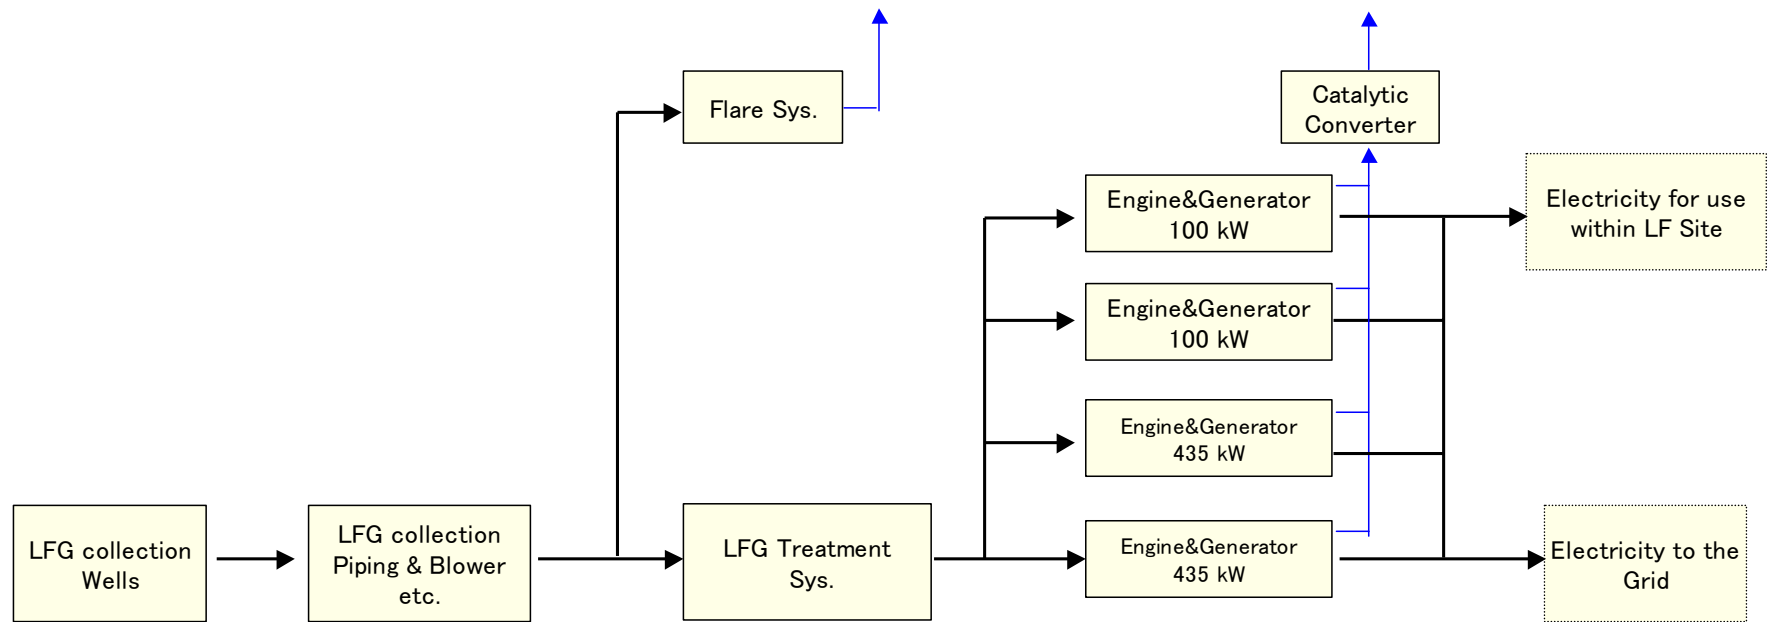 Flare Sys.
Catalytic
Converter
Engine&Generator
100 kW
Electricity for use
within LF Site
Engine&Generator
100 kW
Engine&Generator
435 kW
LFG collection
Wells
LFG collection
Piping & Blower
etc.
LFG Treatment
Sys.
Engine&Generator
435 kW
Electricity to the
Grid